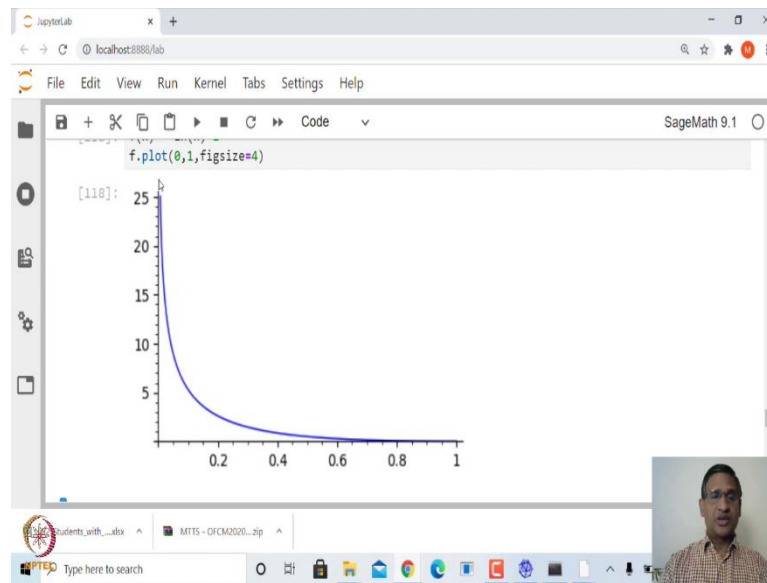 JupyterLab
localhost:8888/lab
File Edit View Run Kernel Tabs Settings Help
Code
SageMath 9.1
f.plot(0,1,figsize=4)
[118]:
25
20
15
10
5
0.2 0.4 0.6 0.8 1
MTTS - OFCM2020...zip
Type here to search